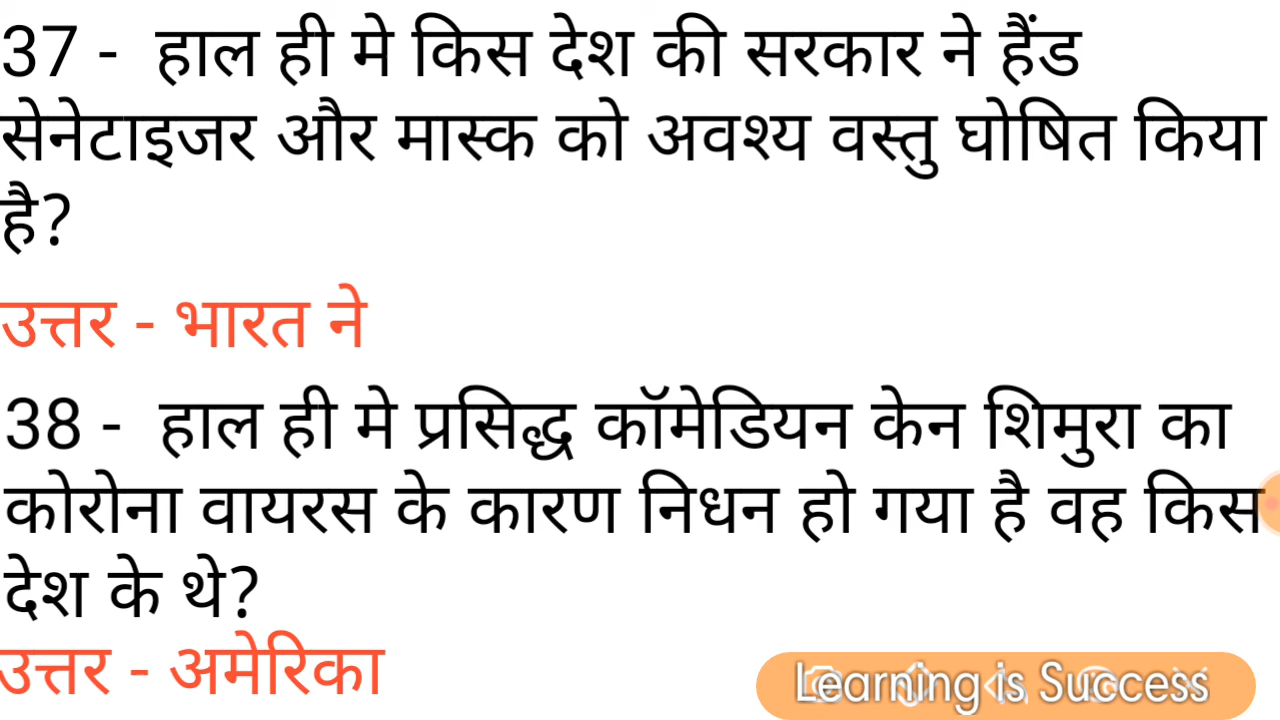 37 - हाल ही मे किस देश की सरकार ने हैंड
सेनेटाइजर और मास्क को अवश्य वस्तु घोषित किया
है?
उत्तर - भारत ने
38 - हाल ही मे प्रसिद्ध कॉमेडियन केन शिमुरा का
कोरोना वायरस के कारण निधन हो गया है वह किस
देश के थे?
उत्तर - अमेरिका
Learning is Success